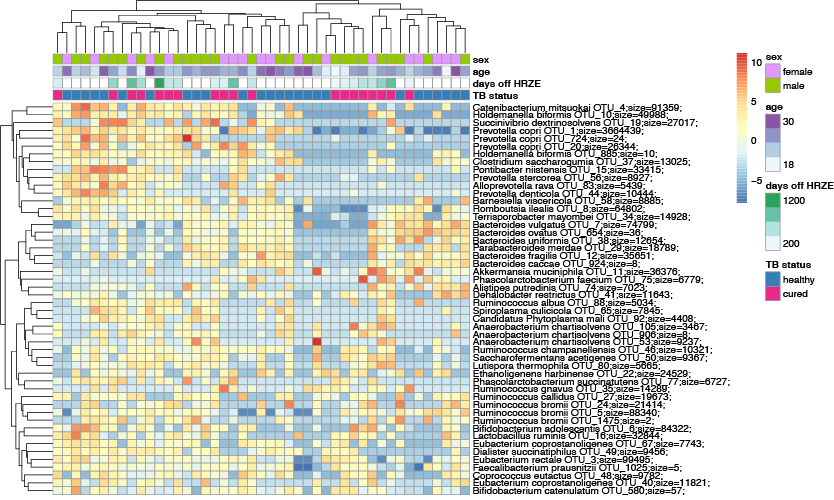 sex
age
days off HRZE
TB status
Catenibacterium mitsuokai OTU_4;size=91359;
Holdemanella biformis OTU_10;size=49988;
Succinivibrio dextrinosolvens OTU_19;size=27017;
Prevotella copri OTU_1;size=3664439;
Prevotella copri OTU_724;size=24;
Prevotella copri OTU_20;size=26344;
Holdemanella biformis OTU_885;size=10;
Clostridium saccharogumia OTU_37;size=13025;
Pontibacter niistensis OTU_15;size=33415;
Prevotella stercorea OTU_56;size=8927;
Alloprevotella rava OTU_83;size=5439;
Prevotella denticola OTU_44;size=10444;
Barnesiella viscericola OTU_58;size=8885;
Romboutsia ilealis OTU_8;size=64802;
Terrisporobacter mayombei OTU_34;size=14928;
Bacteroides vulgatus OTU_7;size=74799;
Bacteroides ovatus OTU_654;size=36;
Bacteroides uniformis OTU_38;size=12654;
Parabacteroides merdae OTU_29;size=18789;
Bacteroides fragilis OTU_12;size=35651;
Bacteroides caccae OTU_924;size=8;
Akkermansia muciniphila OTU_11;size=36376;
Phascolarctobacterium faecium OTU_75;size=6779;
Alistipes putredinis OTU_74;size=7023;
Dehalobacter restrictus OTU_41;size=11643;
Ruminococcus albus OTU_88;size=5034;
Spiroplasma culicicola OTU_65;size=7845;
Candidatus Phytoplasma mali OTU_92;size=4408;
Anaerobacterium chartisolvens OTU_105;size=3467;
Anaerobacterium chartisolvens OTU_906;size=8;
Anaerobacterium chartisolvens OTU_53;size=9237;
Ruminococcus champanellensis OTU_46;size=10321;
Saccharofermentans acetigenes OTU_50;size=9367;
Lutispora thermophila OTU_80;size=5665;
Ethanoligenens harbinense OTU_22;size=24529;
Phascolarctobacterium succinatutens OTU_77;size=6727;
Ruminococcus gnavus OTU_35;size=14289;
Ruminococcus callidus OTU_27;size=19673;
Ruminococcus bromii OTU_24;size=21414;
Ruminococcus bromii OTU_5;size=88340;
Ruminococcus bromii OTU_1475;size=2;
Bifidobacterium adolescentis OTU_6;size=84322;
Lactobacillus ruminis OTU_16;size=32844;
Eubacterium coprostanoligenes OTU_67;size=7743;
Dialister succinatiphilus OTU_49;size=9456;
Eubacterium rectale OTU_3;size=99495;
Faecalibacterium prausnitzii OTU_1025;size=5;
Coprococcus eutactus OTU_48;size=9782;
Eubacterium coprostanoligenes OTU_40;size=11821;
Bifidobacterium catenulatum OTU_580;size=57;
10
5
0
−5
sex
female
male
age
30
18
days off HRZE
1200
200
TB status
healthy
cured